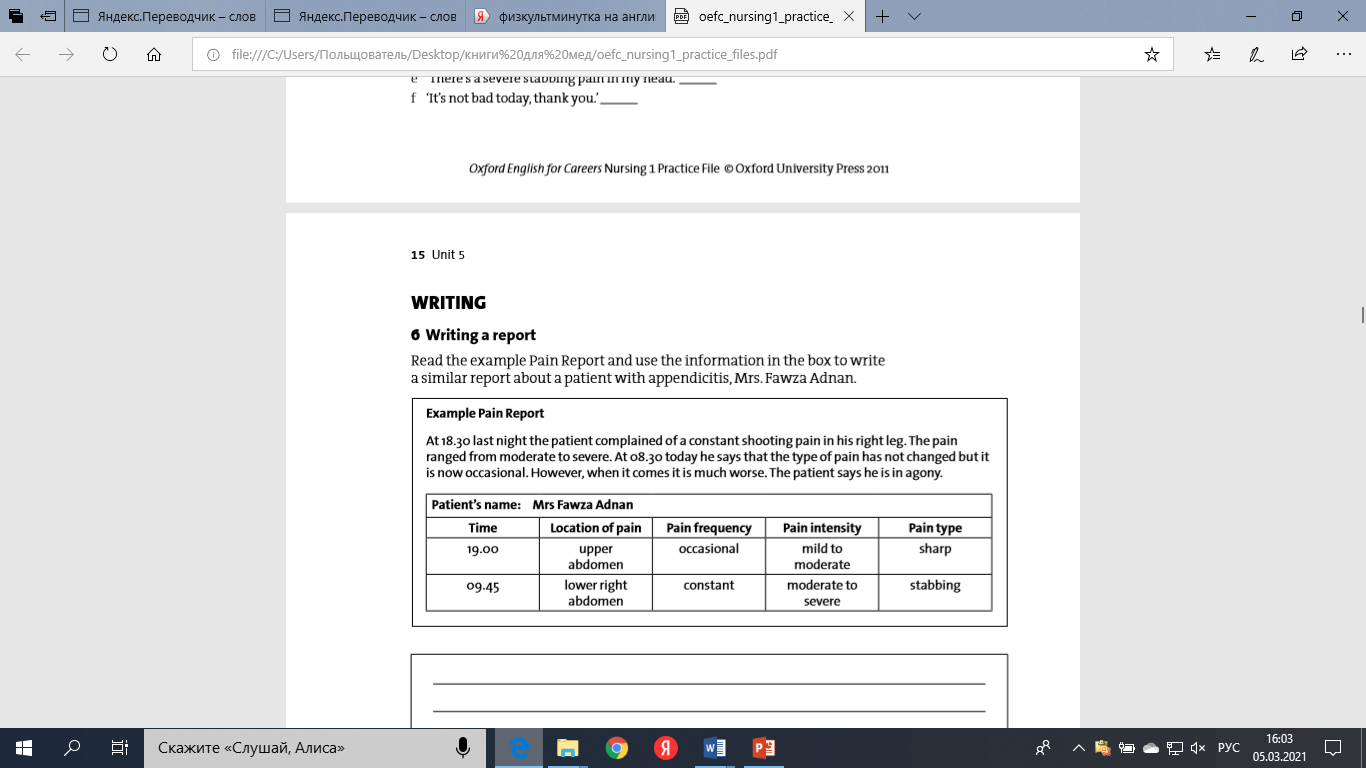 Яндекс.Переводчик – слов
Яндекс.Переводчик – слов
физкультминутка на англи
oefc_nursing1_practice_
file:///C:/Users/Польщователь/Desktop/книги%20для%20мед/oefc_nursing1_practice_files.pdf
e 'There's a severe stabbing pain in my head.'
f 'It's not bad today, thank you.'
Oxford English for Careers Nursing 1 Practice File © Oxford University Press 2011
15 Unit 5
WRITING
6 Writing a report
Read the example Pain Report and use the information in the box to write
a similar report about a patient with appendicitis, Mrs. Fawza Adnan.
Example Pain Report
At 18.30 last night the patient complained of a constant shooting pain in his right leg. The pain
ranged from moderate to severe. At 08.30 today he says that the type of pain has not changed but it
is now occasional. However, when it comes it is much worse. The patient says he is in agony.
Patient's name: Mrs Fawza Adnan
Time Location of pain Pain frequency Pain intensity Pain type
19.00 upper abdomen occasional mild to moderate sharp
09.45 lower right abdomen constant moderate to severe stabbing
Скажите «Слушай, Алиса»
РУС
16:03
05.03.2021